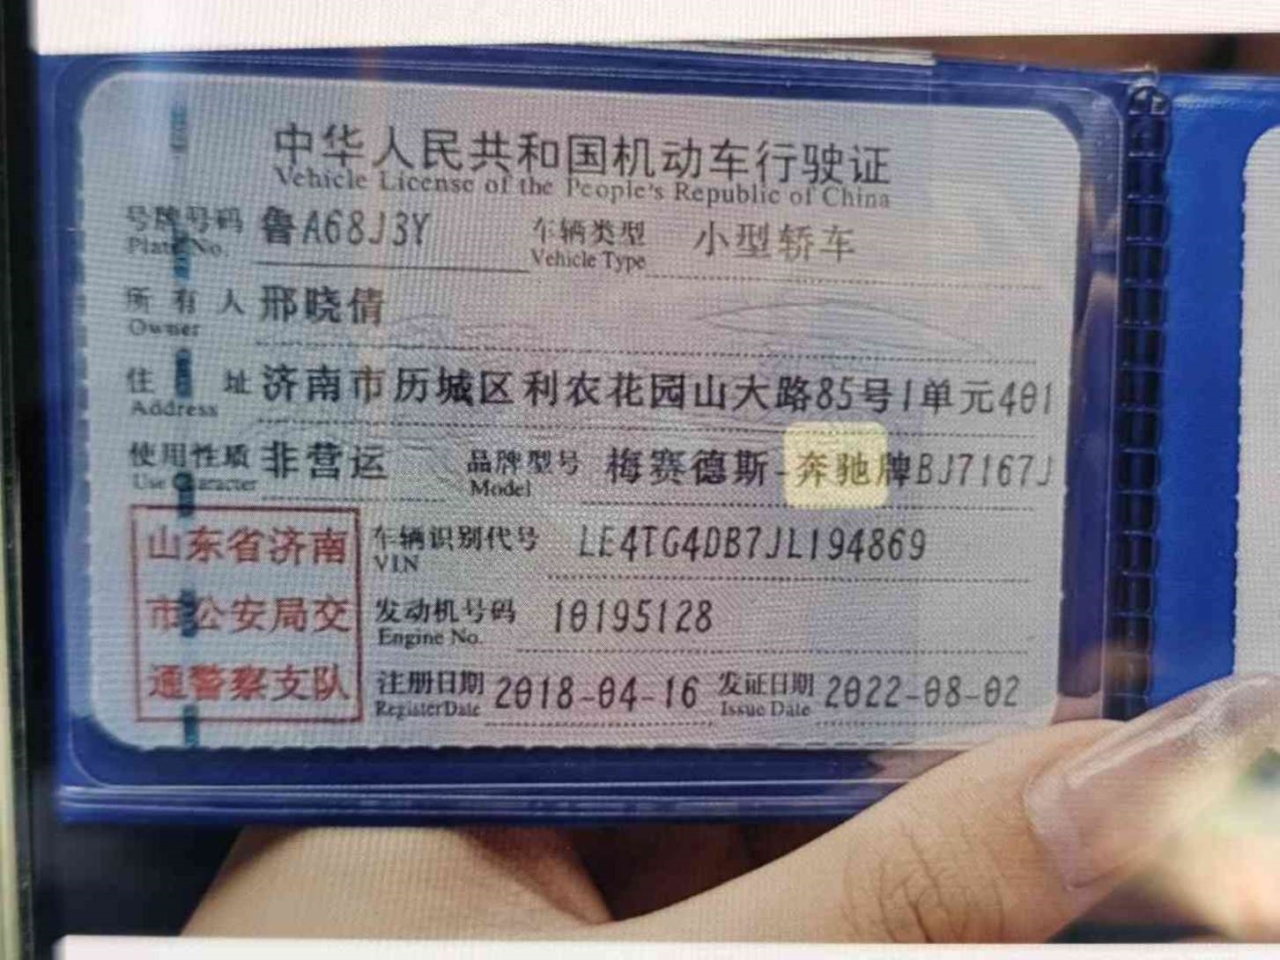 中华人民共和国机动车行驶证
Vehicle License of the People's Republic of China
号牌号码 鲁A68J3Y 车辆类型 小型轿车
Plate No. Vehicle Type
所有人 邢晓倩
Owner
住址 济南市历城区利农花园山大路85号1单元401
Address
使用性质 非营运 品牌型号 梅赛德斯-奔驰牌BJ7167J
Use Character Model
山东省济南
市公安局交
通警察支队
车辆识别代号 LE4TG4DB7JL194869
VIN
发动机号码 10195128
Engine No.
注册日期 2018-04-16 发证日期 2022-08-02
Register Date Issue Date